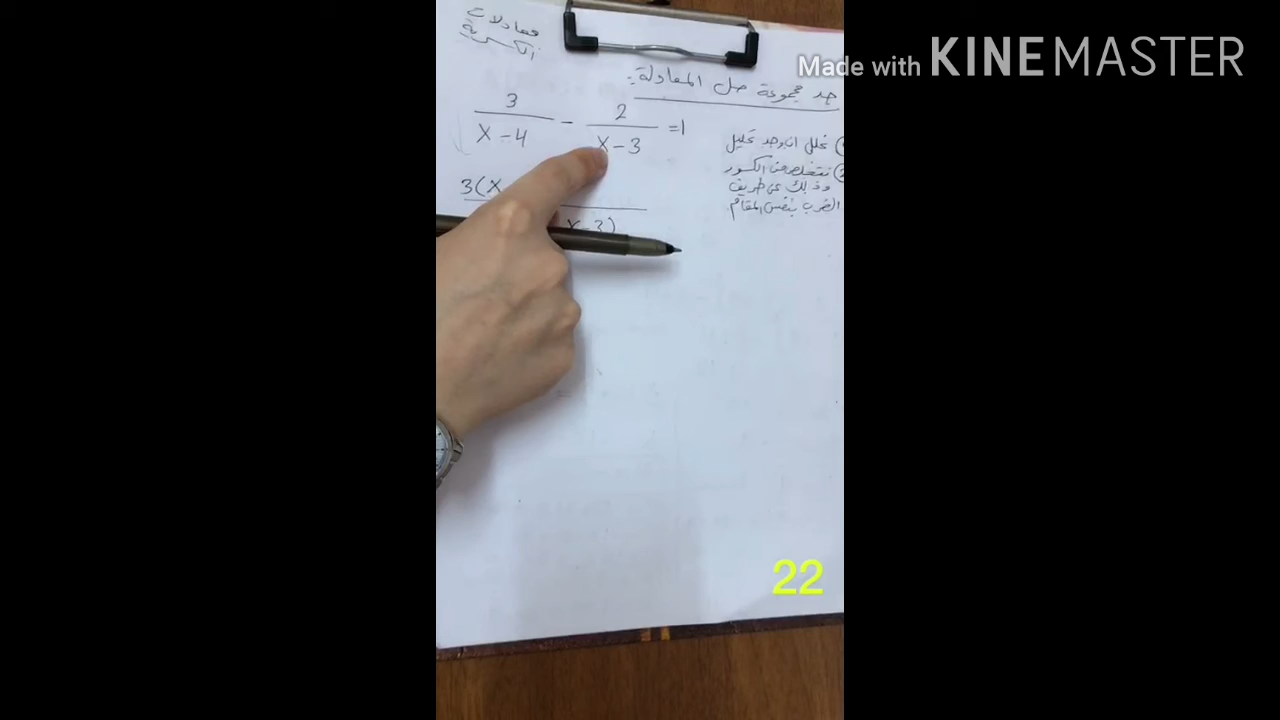 Made with KINEMASTER
معادلات
الكسرية
جد مجموعة حل المعادلة:
3/(x-4) - 2/(x-3) =1
3(x
x-3)
نحلل ان وجد تحليل
نتخلص من الكسور
وذلك عن طريق
الضرب بنفس المقام
22